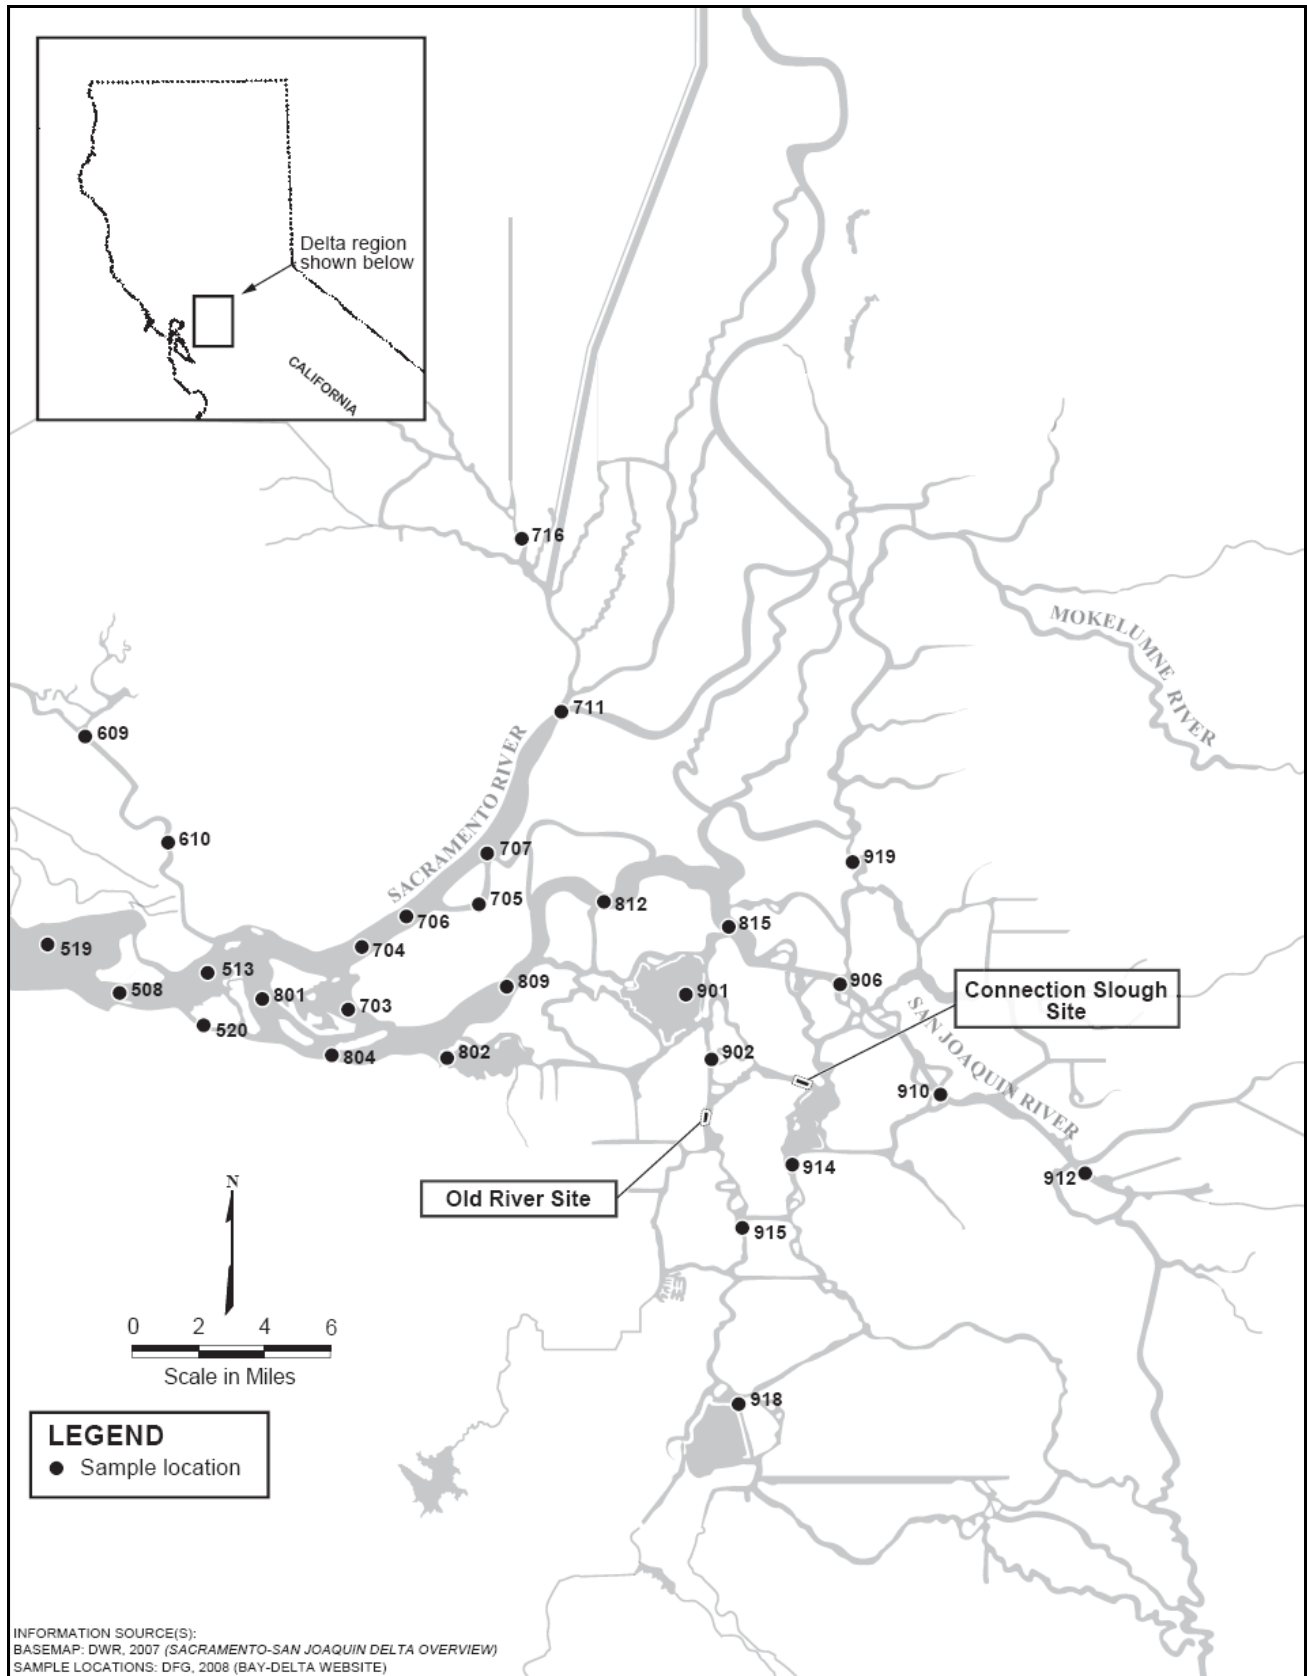 Delta region
shown below
CALIFORNIA
716
MOKELUMNE RIVER
711
609
SACRAMENTO RIVER
610
707
919
705
812
706
815
704
519
513
906
508
801
809
901
Connection Slough
Site
703
520
SAN JOAQUIN RIVER
804
802
902
910
914
912
N
Old River Site
915
0 2 4 6
Scale in Miles
918
LEGEND
Sample location
INFORMATION SOURCE(S):
BASEMAP: DWR, 2007 (SACRAMENTO-SAN JOAQUIN DELTA OVERVIEW)
SAMPLE LOCATIONS: DFG, 2008 (BAY-DELTA WEBSITE)